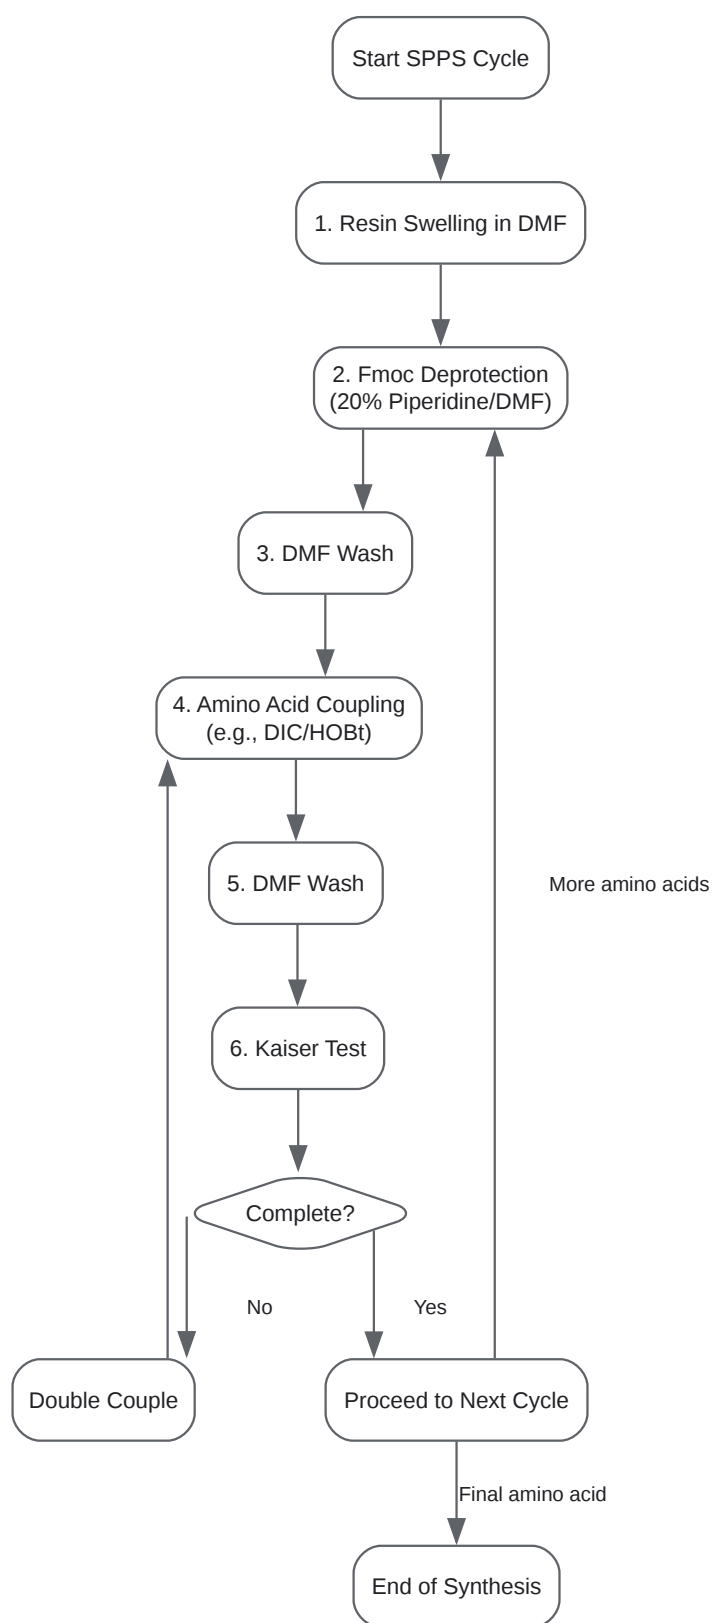 Start SPPS Cycle
1. Resin Swelling in DMF
2. Fmoc Deprotection
(20% Piperidine/DMF)
3. DMF Wash
4. Amino Acid Coupling
(e.g., DIC/HOBt)
5. DMF Wash
More amino acids
6. Kaiser Test
Complete?
No
Yes
Double Couple
Proceed to Next Cycle
Final amino acid
End of Synthesis